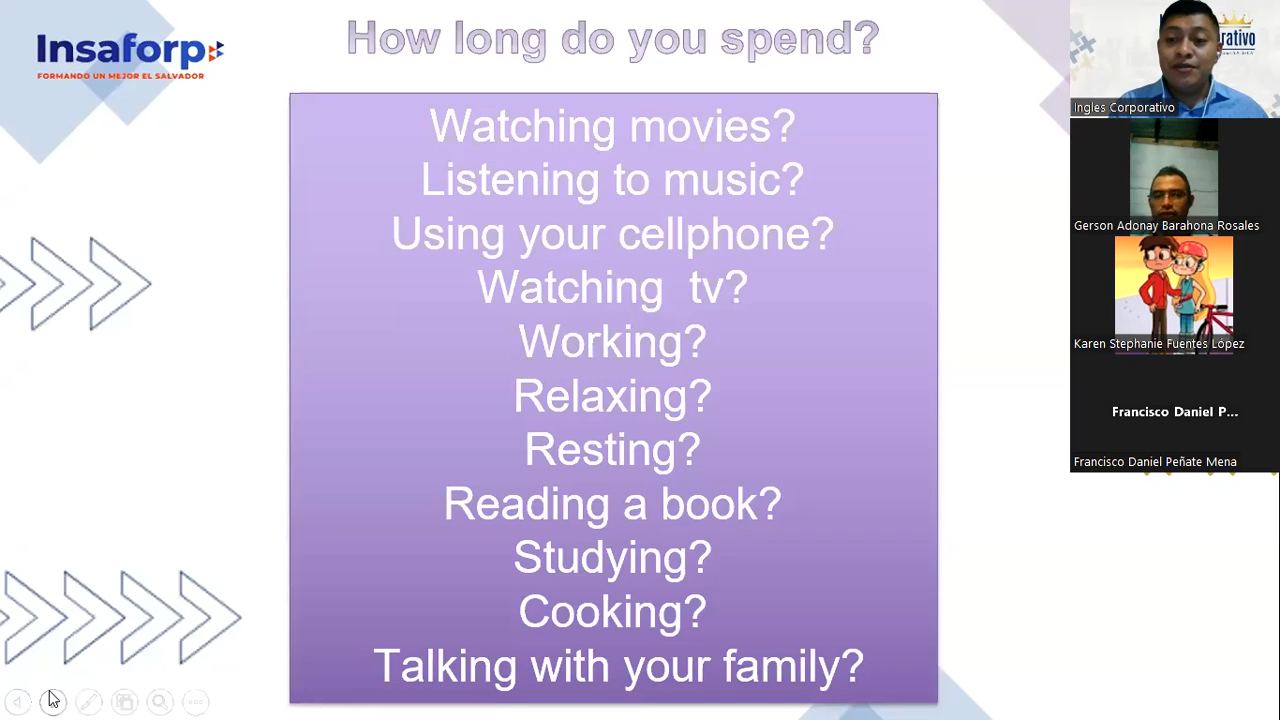 Insaforp
FORMANDO UN MEJOR EL SALVADOR
How long do you spend?
Watching movies?
Listening to music?
Using your cellphone?
Watching tv?
Working?
Relaxing?
Resting?
Reading a book?
Studying?
Cooking?
Talking with your family?
Ingles Corporativo
Gerson Adonay Barahona Rosales
Karen Stephanie Fuentes López
Francisco Daniel P...
Francisco Daniel Peñate Mena